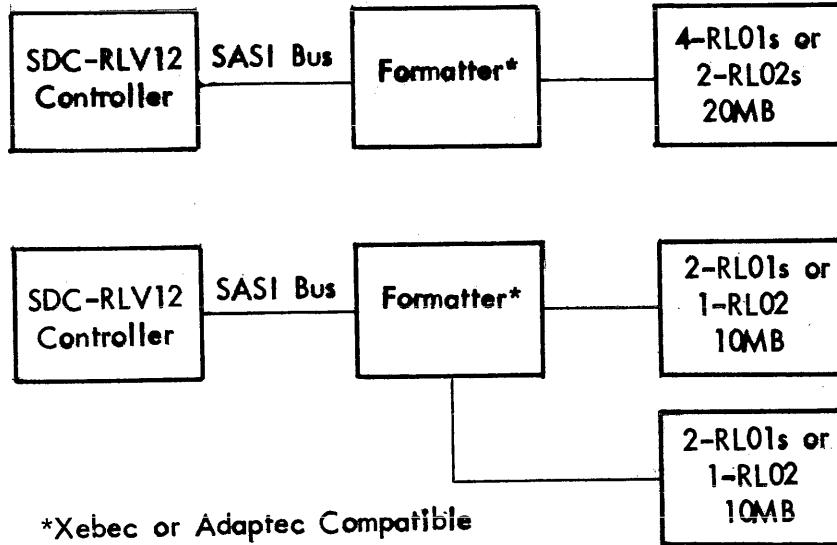 SDC-RLV12
Controller
SASI Bus
Formatter*
4-RL01s or
2-RL02s
20MB
SDC-RLV12
Controller
SASI Bus
Formatter*
2-RL01s or
1-RL02
10MB
2-RL01s or
1-RL02
10MB
*Xebec or Adaptec Compatible